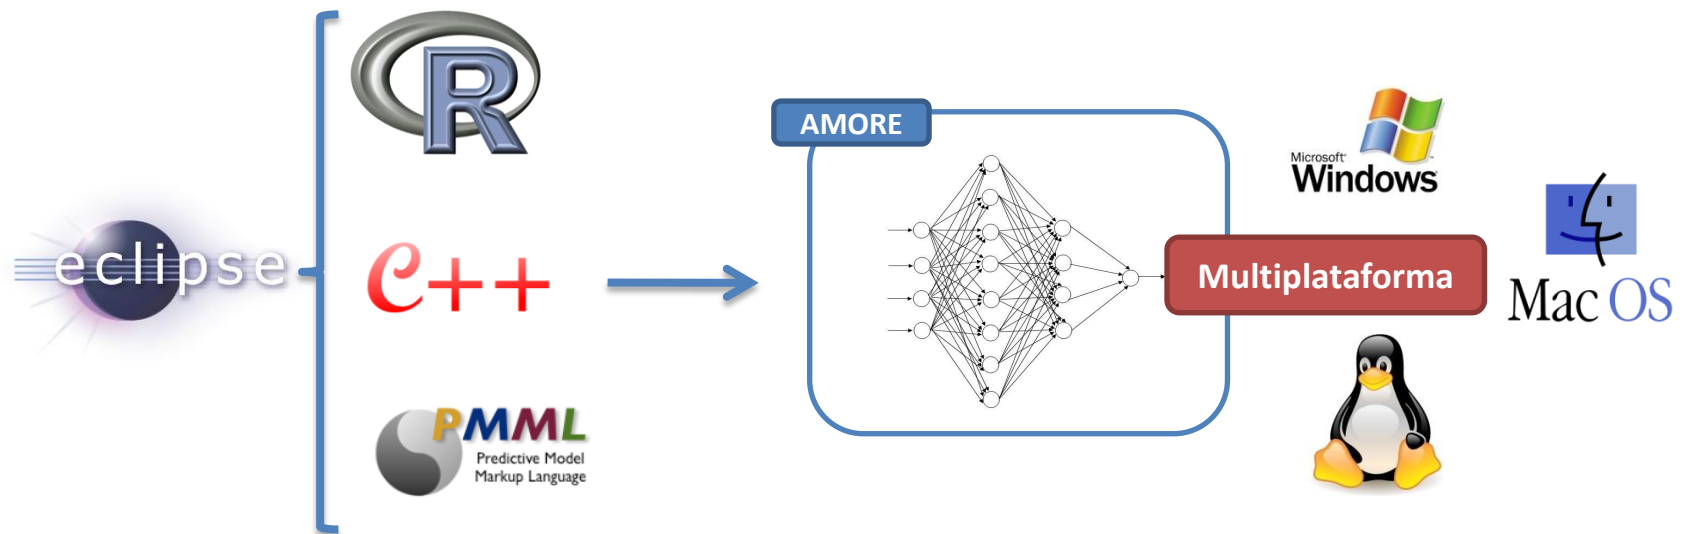 eclipse
R
C++
PMML
Predictive Model
Markup Language
AMORE
Multiplataforma
Microsoft
Windows
Mac OS